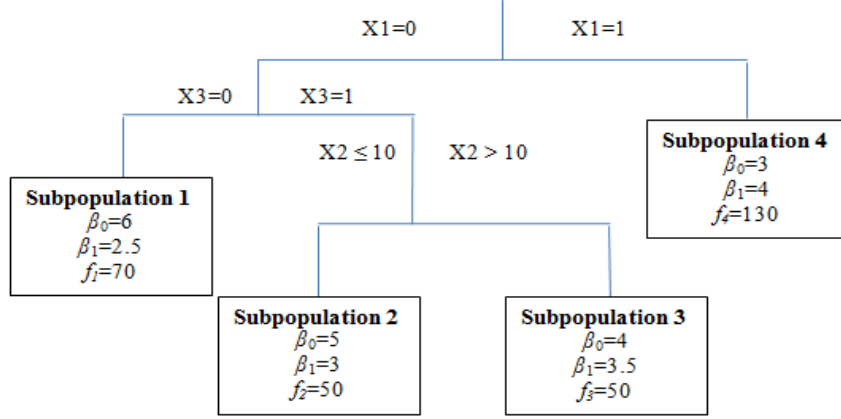 X1=0 X1=1
X3=0 X3=1
X2 ≤ 10 X2 > 10
Subpopulation 4
β₀=3
β₁=4
f₄=130
Subpopulation 1
β₀=6
β₁=2.5
f₁=70
Subpopulation 2
β₀=5
β₁=3
f₂=50
Subpopulation 3
β₀=4
β₁=3.5
f₃=50